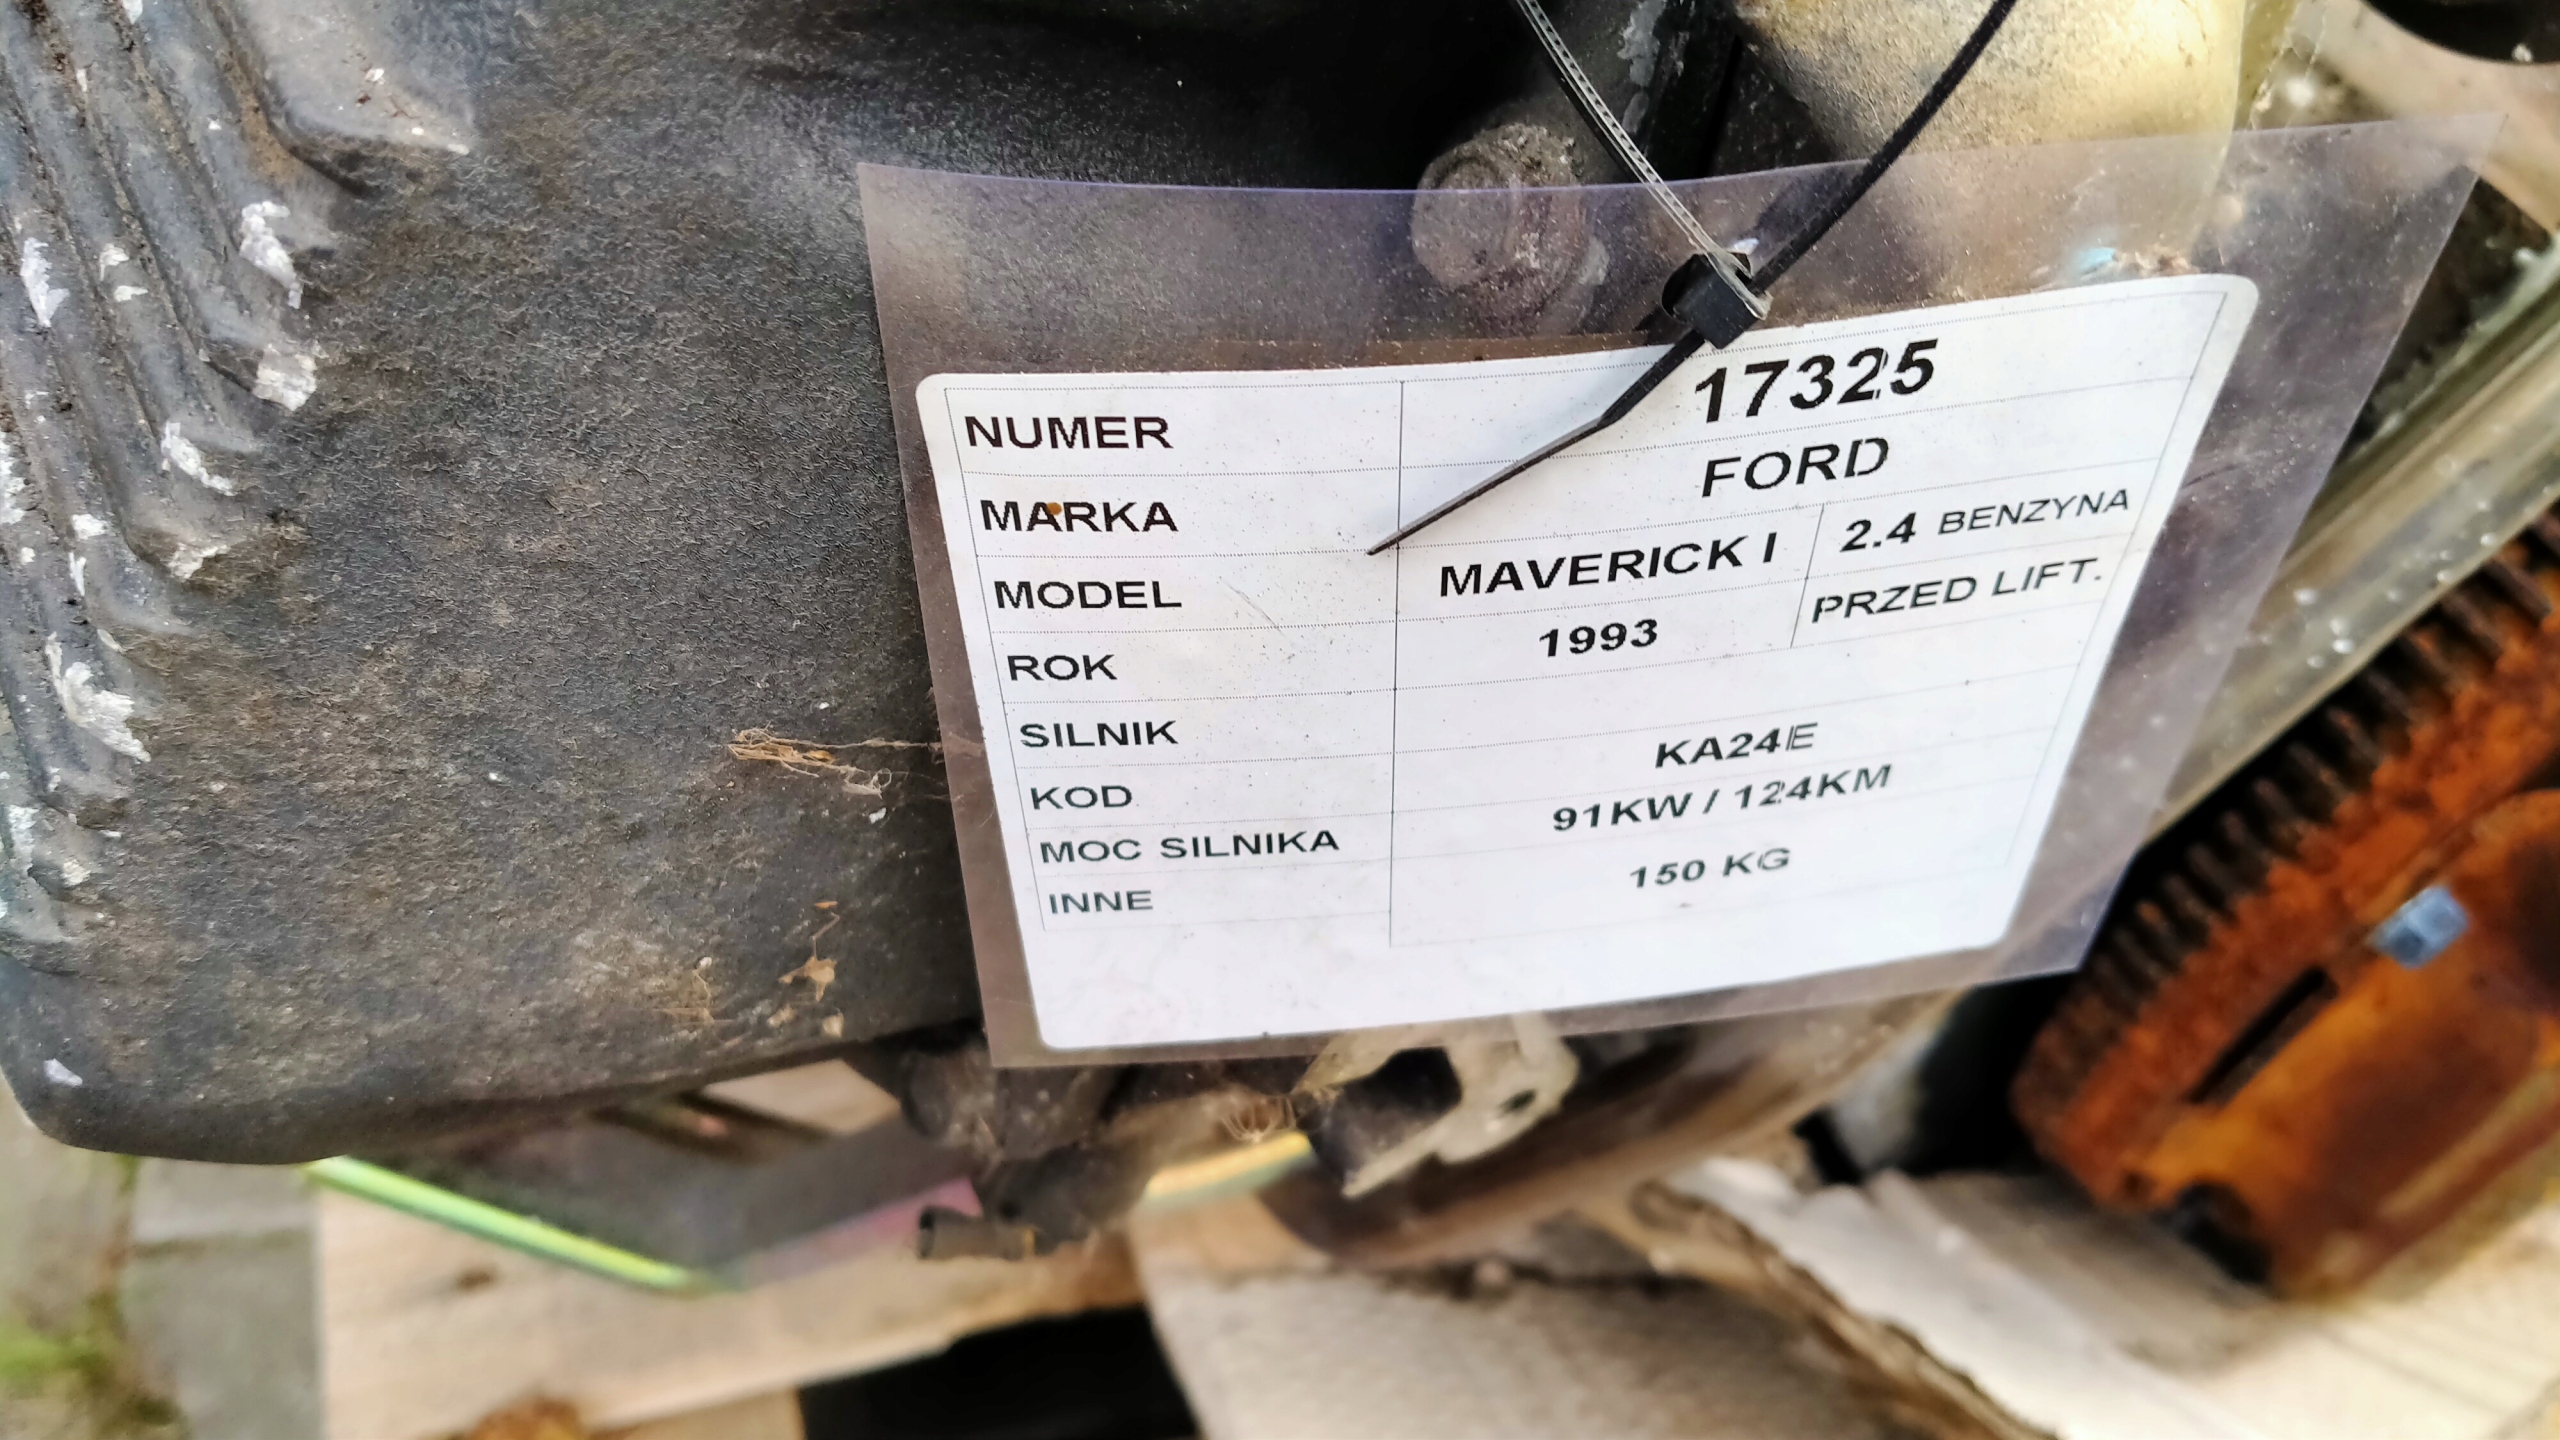 NUMER 17325
MARKA FORD
MODEL MAVERICK I 2.4 BENZYNA
ROK 1993 PRZED LIFT.
SILNIK
KOD KA24E
MOC SILNIKA 91KW / 124KM
INNE 150 KG